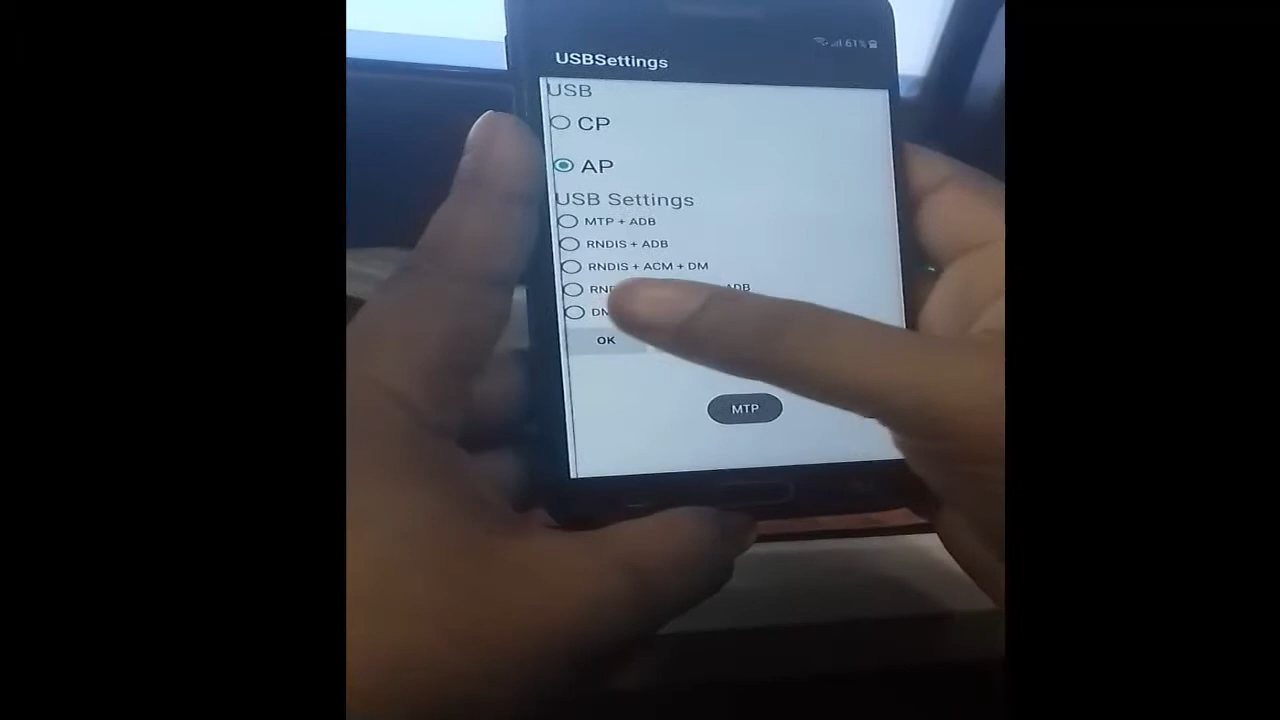 61%
USBSettings
USB
CP
AP
USB Settings
MTP + ADB
RNDIS + ADB
RNDIS + ACM + DM
ADB
OK
MTP